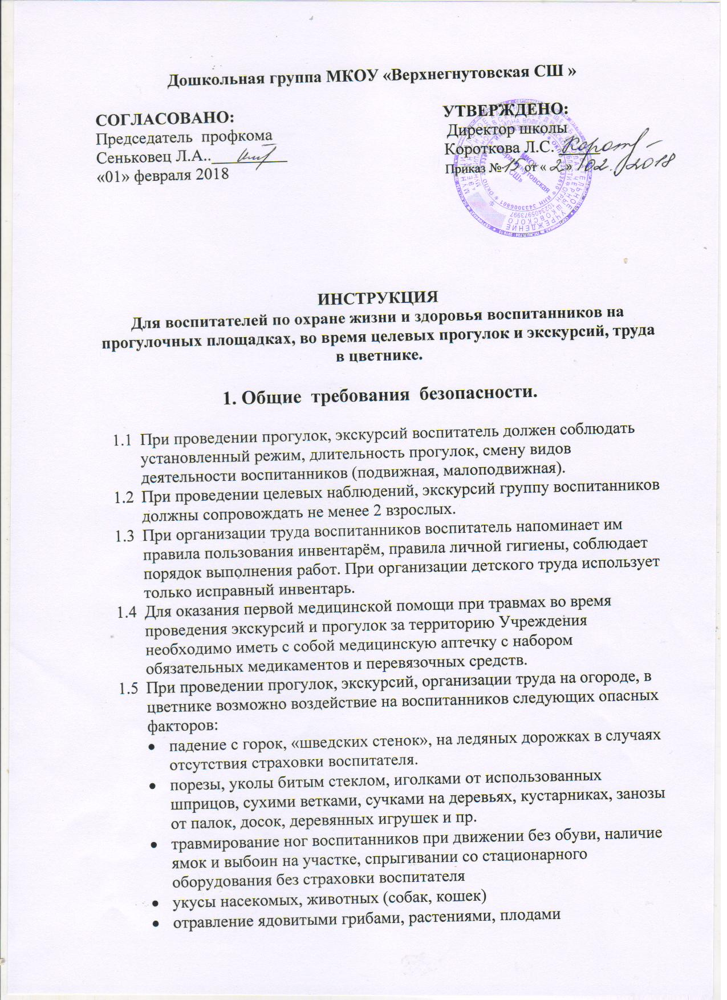 Дошкольная группа МКОУ «Верхнегнутовская СШ »
СОГЛАСОВАНО:
Председатель профкома
Сеньковец Л.А..
«01» февраля 2018
УТВЕРЖДЕНО:
Директор школы
Короткова Л.С.
Приказ № 15 от « 2 » 02. 2018
МКОУ
«Верхнегнутовская
СШ»
ИНН 3433006801
1023405973997
ИНСТРУКЦИЯ
Для воспитателей по охране жизни и здоровья воспитанников на
прогулочных площадках, во время целевых прогулок и экскурсий, труда
в цветнике.
1. Общие требования безопасности.
1.1 При проведении прогулок, экскурсий воспитатель должен соблюдать
установленный режим, длительность прогулок, смену видов
деятельности воспитанников (подвижная, малоподвижная).
1.2 При проведении целевых наблюдений, экскурсий группу воспитанников
должны сопровождать не менее 2 взрослых.
1.3 При организации труда воспитанников воспитатель напоминает им
правила пользования инвентарём, правила личной гигиены, соблюдает
порядок выполнения работ. При организации детского труда использует
только исправный инвентарь.
1.4 Для оказания первой медицинской помощи при травмах во время
проведения экскурсий и прогулок за территорию Учреждения
необходимо иметь с собой медицинскую аптечку с набором
обязательных медикаментов и перевязочных средств.
1.5 При проведении прогулок, экскурсий, организации труда на огороде, в
цветнике возможно воздействие на воспитанников следующих опасных
факторов:
• падение с горок, «шведских стенок», на ледяных дорожках в случаях
отсутствия страховки воспитателя.
• порезы, уколы битым стеклом, иголками от использованных
шприцов, сухими ветками, сучками на деревьях, кустарниках, занозы
от палок, досок, деревянных игрушек и пр.
• травмирование ног воспитанников при движении без обуви, наличие
ямок и выбоин на участке, спрыгивании со стационарного
оборудования без страховки воспитателя
• укусы насекомых, животных (собак, кошек)
• отравление ядовитыми грибами, растениями, плодами